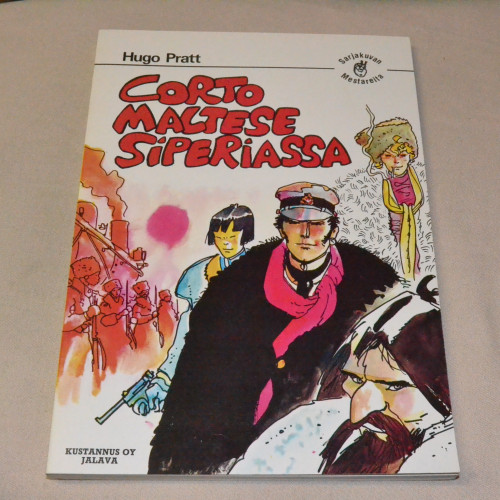 Hugo Pratt
Sarjakuvan
Mestareita
CORTO
MALTESE
SIPERIASSA
KUSTANNUS OY
JALAVA